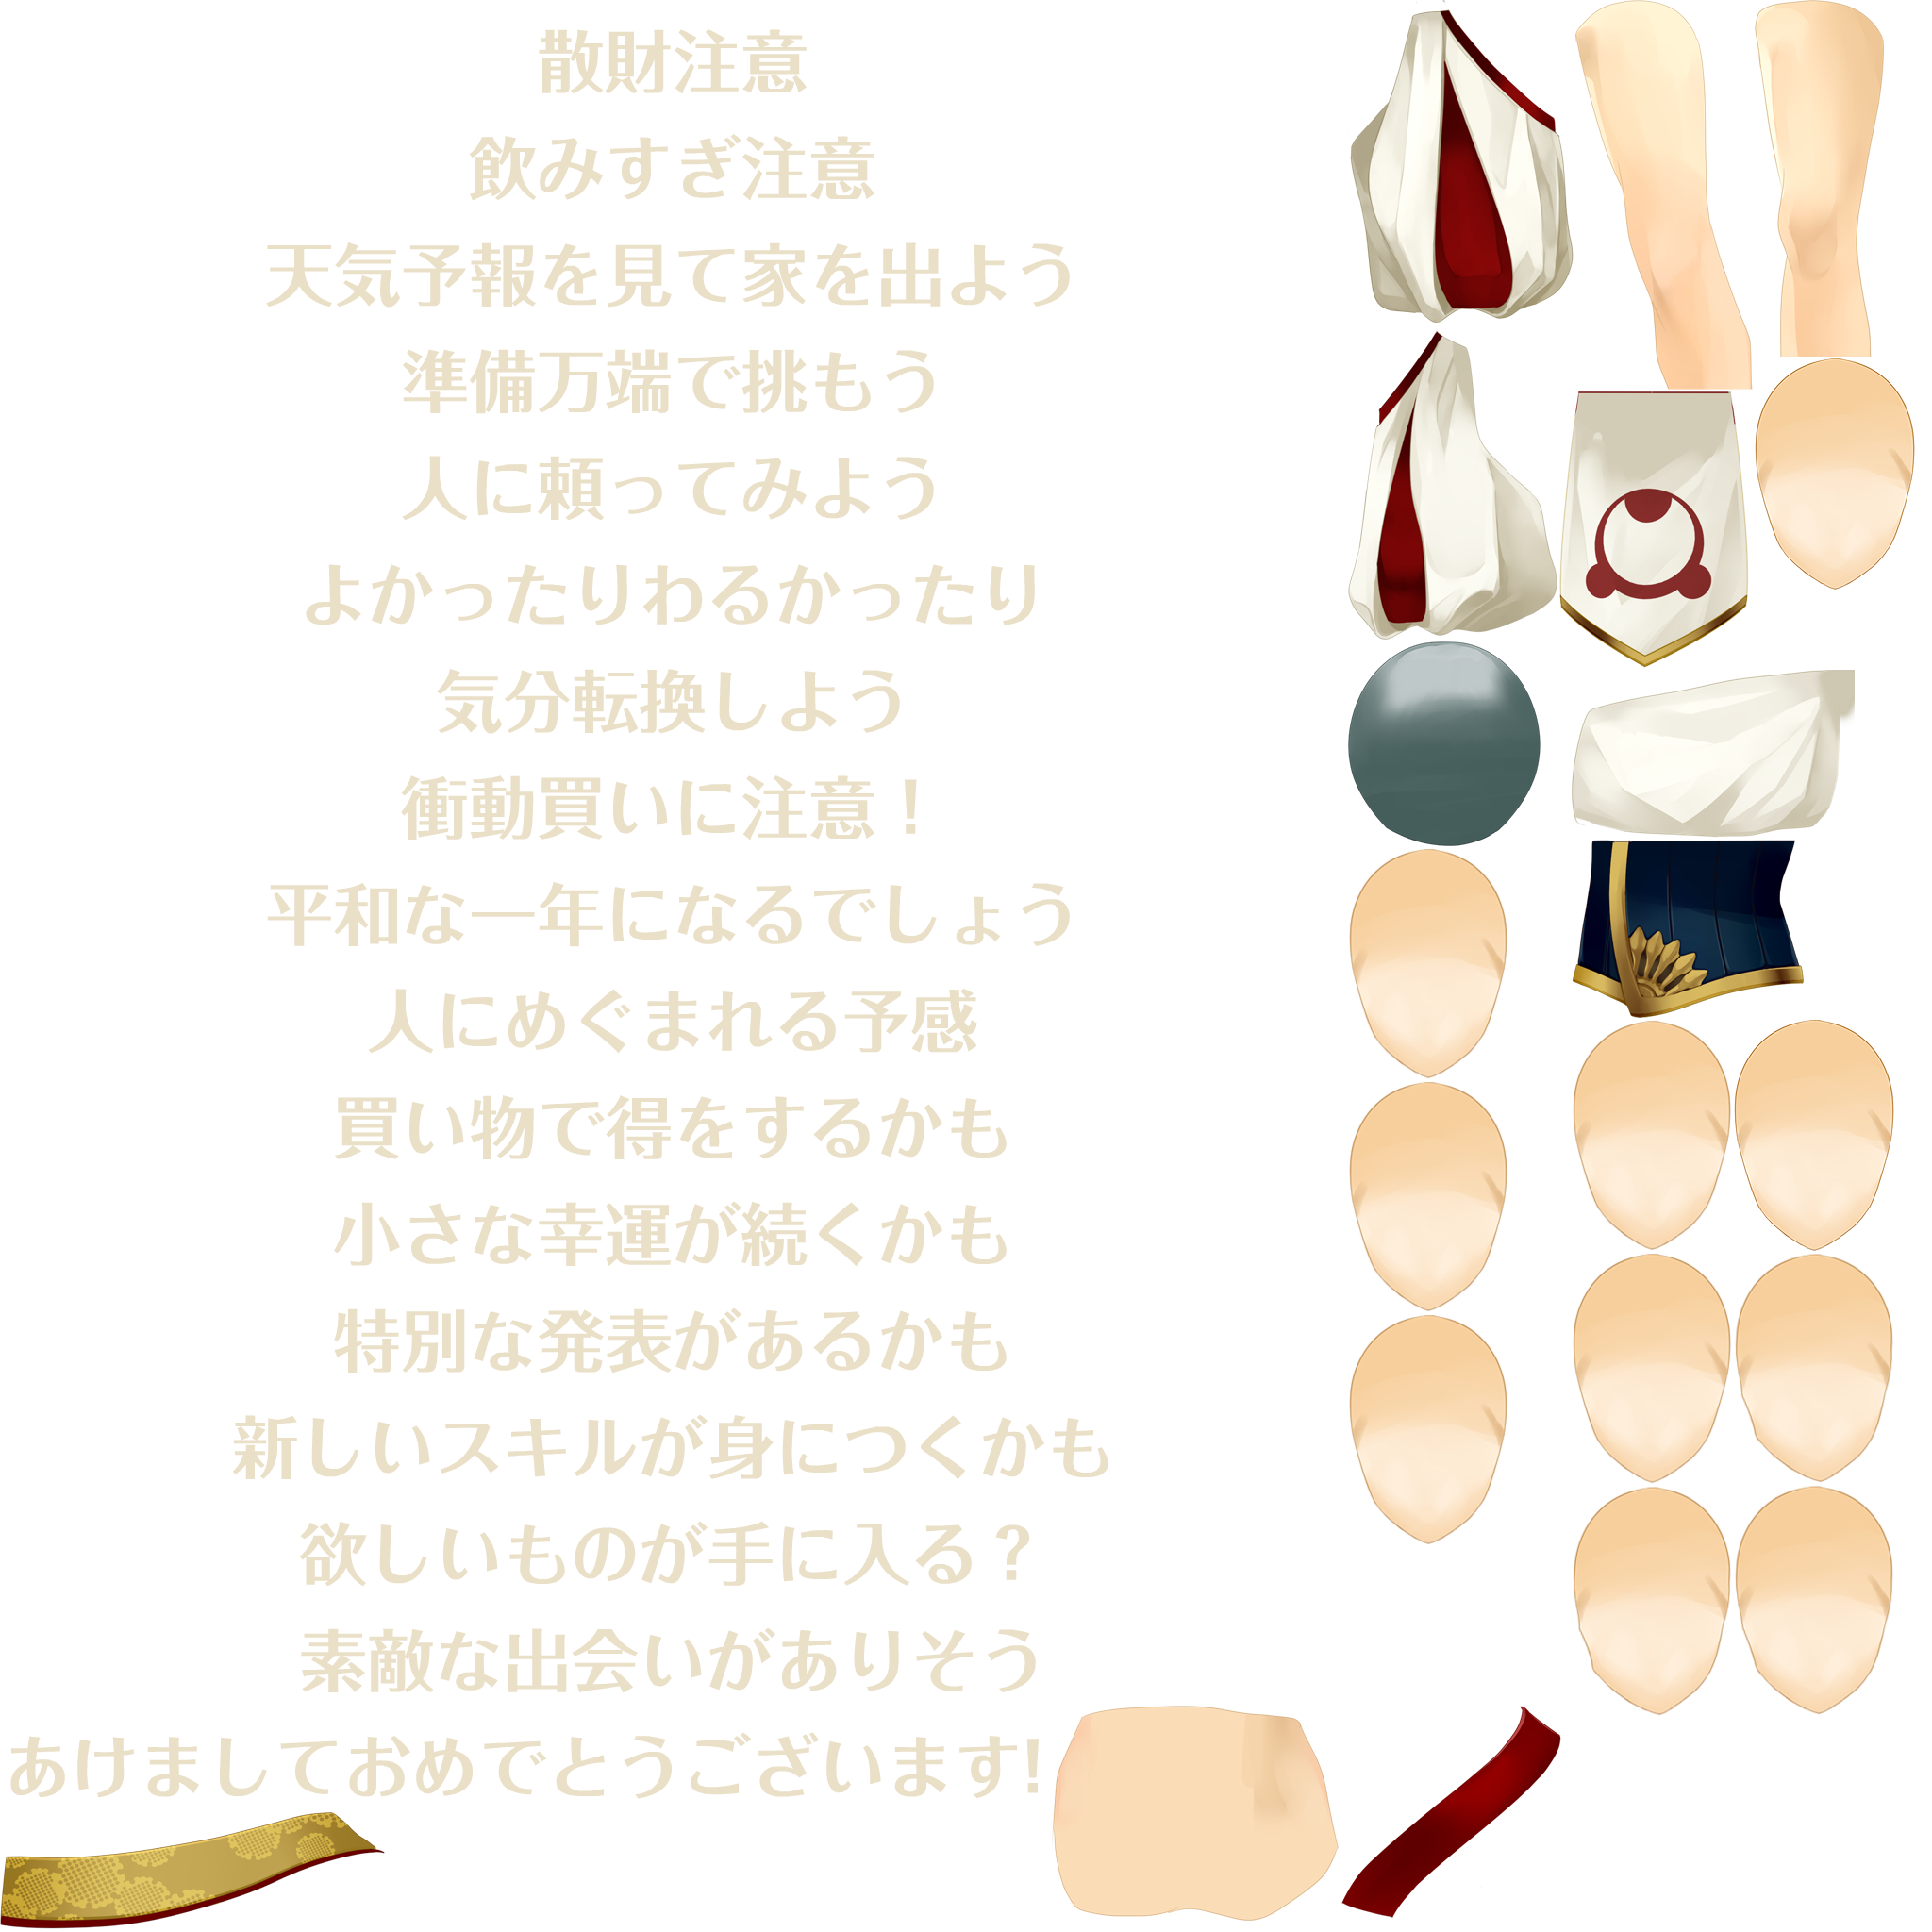 散財注意
飲みすぎ注意
天気予報を見て家を出よう
準備万端で挑もう
人に頼ってみよう
よかったりわるかったり
気分転換しよう
衝動買いに注意！
平和な一年になるでしょう
人にめぐまれる予感
買い物で得をするかも
小さな幸運が続くかも
特別な発表があるかも
新しいスキルが身につくかも
欲しいものが手に入る？
素敵な出会いがありそう
あけましておめでとうございます!